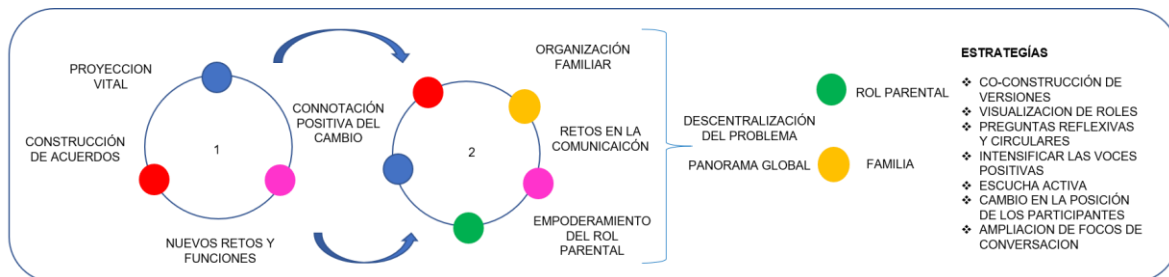 PROYECCION
VITAL
CONSTRUCCIÓN
DE ACUERDOS
1
NUEVOS RETOS Y
FUNCIONES
CONNOTACIÓN
POSITIVA DEL
CAMBIO
ORGANIZACIÓN
FAMILIAR
2
RETOS EN LA
COMUNICAICÓN
EMPODERAMIENTO
DEL ROL
PARENTAL
DESCENTRALIZACIÓN
DEL PROBLEMA
PANORAMA GLOBAL
ROL PARENTAL
FAMILIA
ESTRATEGÍAS
❖ CO-CONSTRUCCIÓN DE
VERSIONES
❖ VISUALIZACION DE ROLES
❖ PREGUNTAS REFLEXIVAS
Y CIRCULARES
❖ INTENSIFICAR LAS VOCES
POSITIVAS
❖ ESCUCHA ACTIVA
❖ CAMBIO EN LA POSICIÓN
DE LOS PARTICIPANTES
❖ AMPLIACION DE FOCOS DE
CONVERSACION